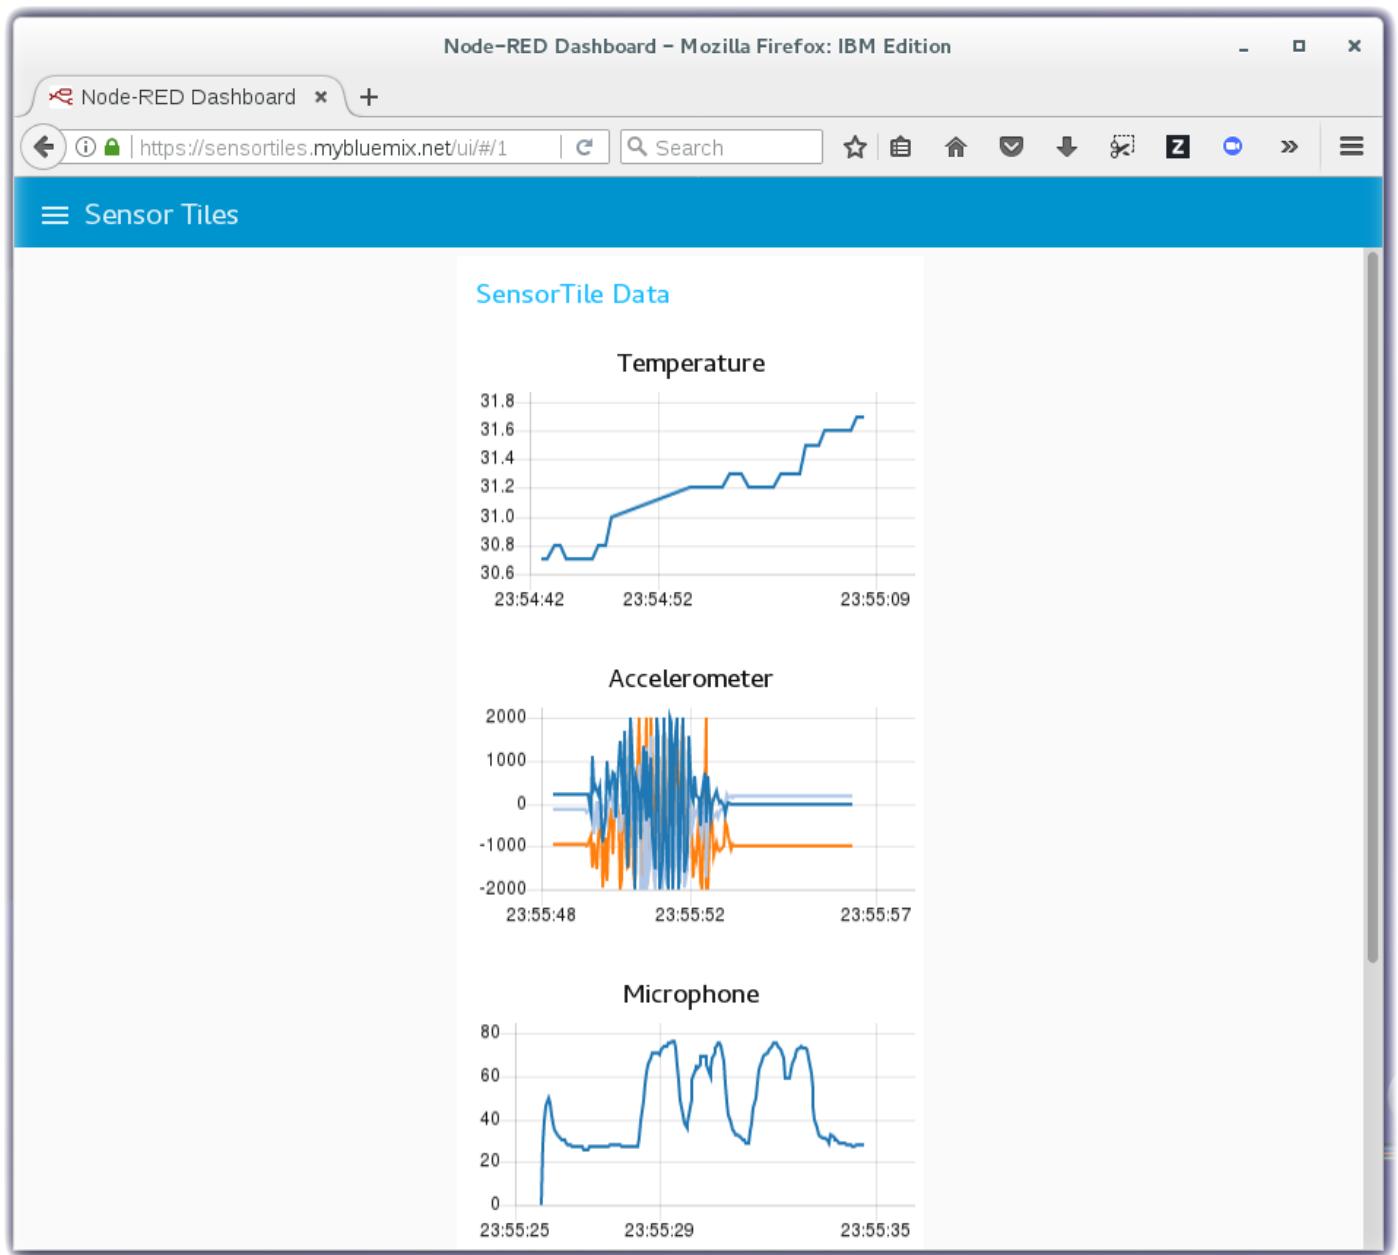 Node-RED Dashboard - Mozilla Firefox: IBM Edition
Node-RED Dashboard
https://sensortiles.mybluemix.net/ui/#/1
Search
Z
Sensor Tiles
SensorTile Data
Temperature
31.8
31.6
31.4
31.2
31.0
30.8
30.6
23:54:42 23:54:52 23:55:09
Accelerometer
2000
1000
0
-1000
-2000
23:55:48 23:55:52 23:55:57
Microphone
80
60
40
20
0
23:55:25 23:55:29 23:55:35